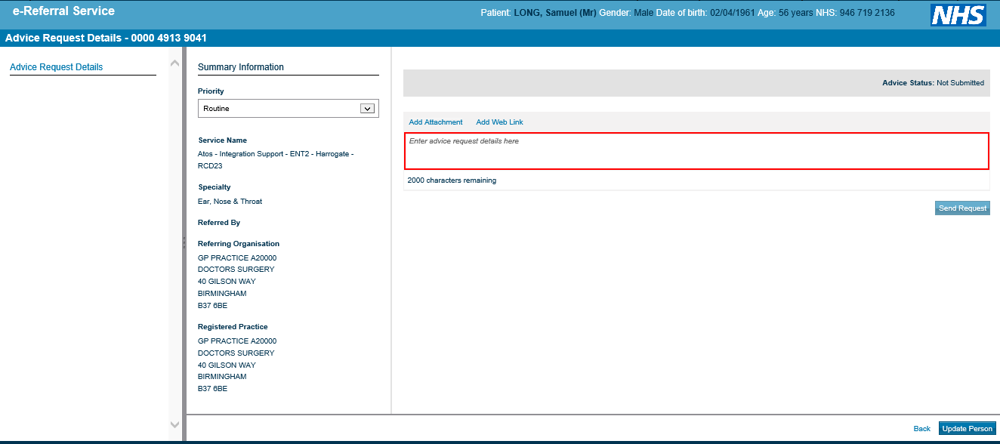 e-Referral Service
Patient: LONG, Samuel (Mr) Gender: Male Date of birth: 02/04/1961 Age: 56 years NHS: 946 719 2136
NHS
Advice Request Details - 0000 4913 9041
Advice Request Details
Summary Information
Priority
Routine
Service Name
Atos - Integration Support - ENT2 - Harrogate -
RCD23
Specialty
Ear, Nose & Throat
Referred By
Referring Organisation
GP PRACTICE A20000
DOCTORS SURGERY
40 GILSON WAY
BIRMINGHAM
B37 6BE
Registered Practice
GP PRACTICE A20000
DOCTORS SURGERY
40 GILSON WAY
BIRMINGHAM
B37 6BE
Advice Status: Not Submitted
Add Attachment Add Web Link
Enter advice request details here
2000 characters remaining
Send Request
Back Update Person